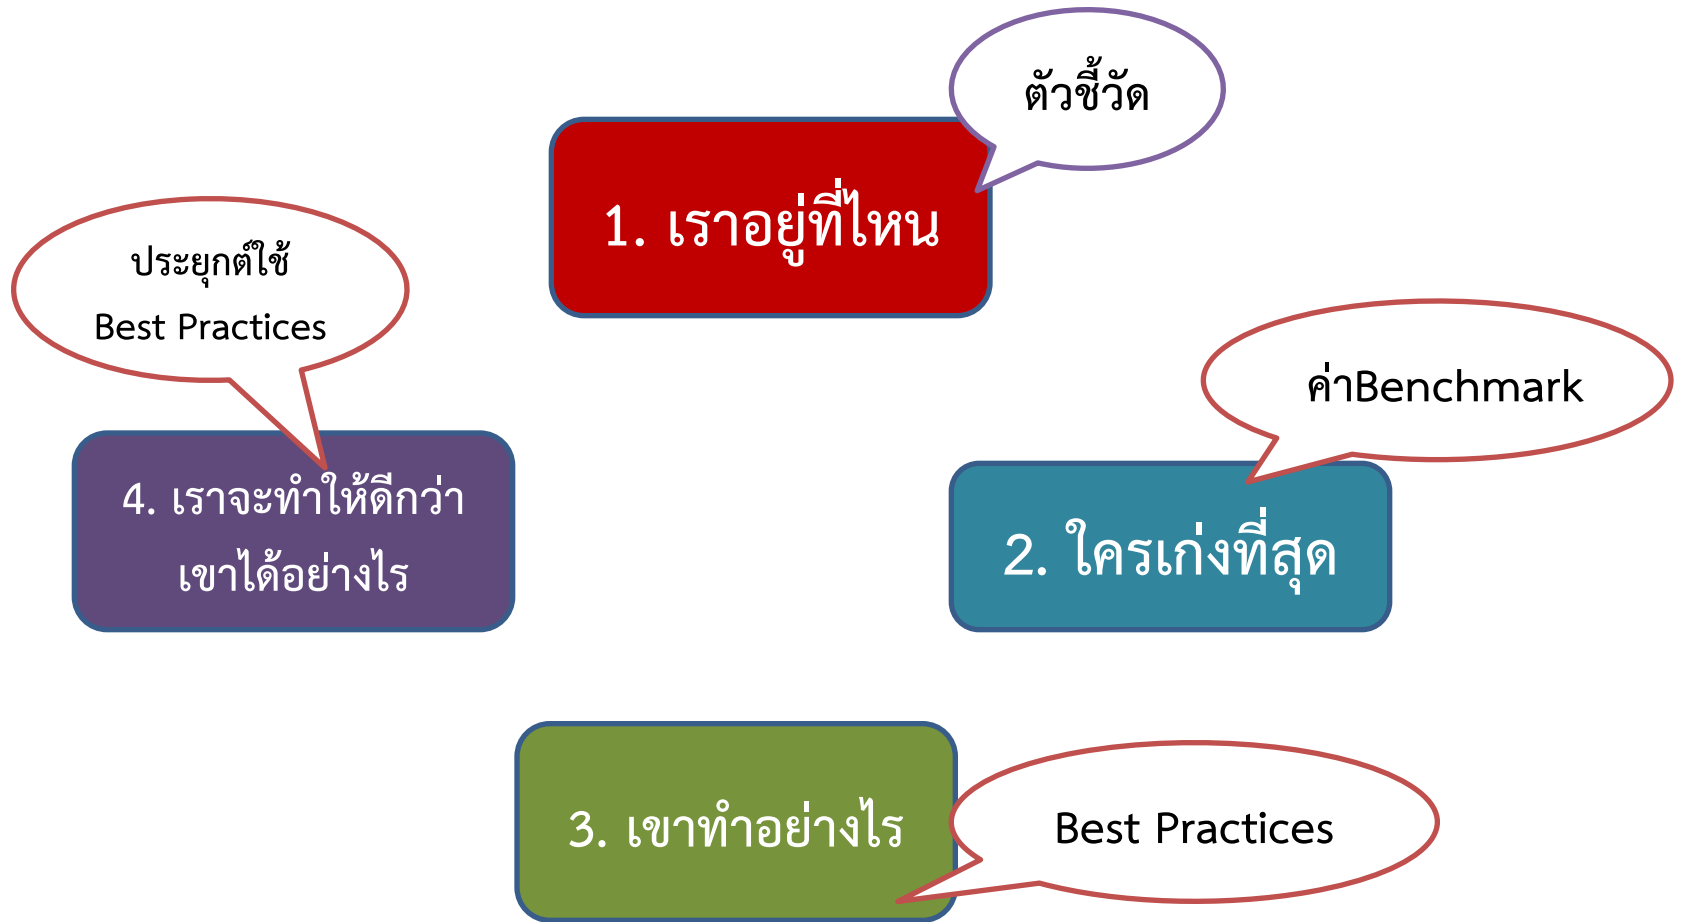 ตัวชี้วัด
1. เราอยู่ที่ไหน
ประยุกต์ใช้
Best Practices
ค่าBenchmark
4. เราจะทำให้ดีกว่า
เขาได้อย่างไร
2. ใครเก่งที่สุด
3. เขาทำอย่างไร
Best Practices